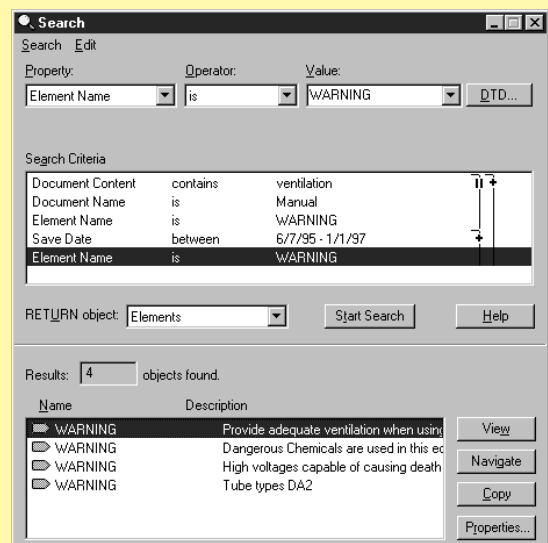 Search
Search Edit
Property: Operator: Value:
Element Name is WARNING DTD...
Search Criteria
Document Content contains ventilation
Document Name is Manual
Element Name is WARNING
Save Date between 6/7/95 - 1/1/97
Element Name is WARNING
RETURN object: Elements Start Search Help
Results: 4 objects found.
Name Description
WARNING Provide adequate ventilation when using View
WARNING Dangerous Chemicals are used in this
WARNING High voltages capable of causing death Navigate
WARNING Tube types DA2 Copy
Properties...